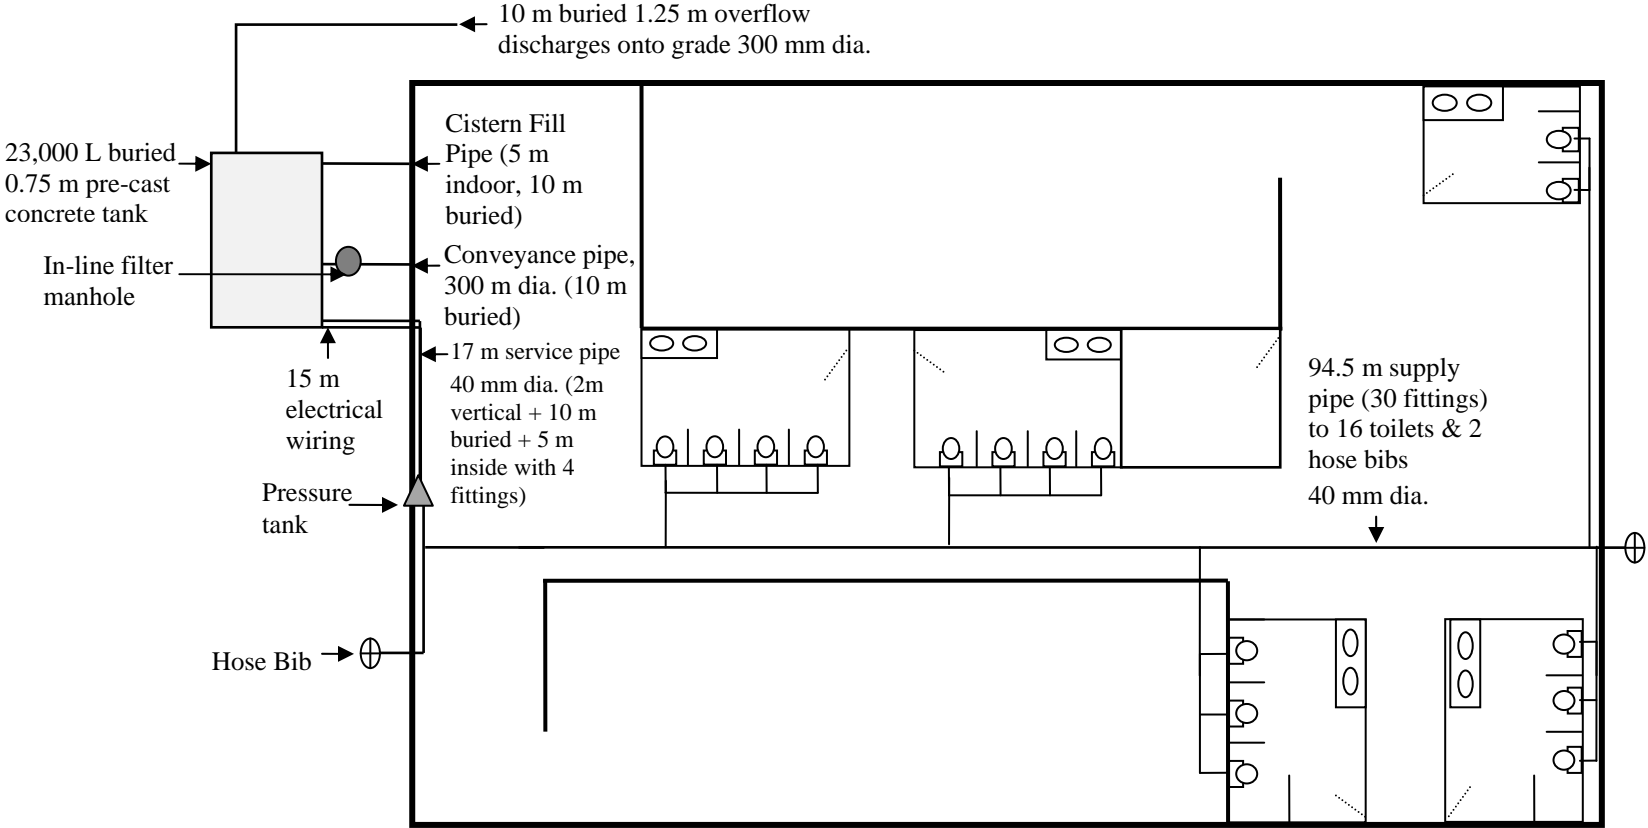 10 m buried 1.25 m overflow
discharges onto grade 300 mm dia.
23,000 L buried
0.75 m pre-cast
concrete tank
In-line filter
manhole
Cistern Fill
Pipe (5 m
indoor, 10 m
buried)
Conveyance pipe,
300 m dia. (10 m
buried)
17 m service pipe
40 mm dia. (2m
vertical + 10 m
buried + 5 m
inside with 4
fittings)
15 m
electrical
wiring
Pressure
tank
Hose Bib
94.5 m supply
pipe (30 fittings)
to 16 toilets & 2
hose bibs
40 mm dia.